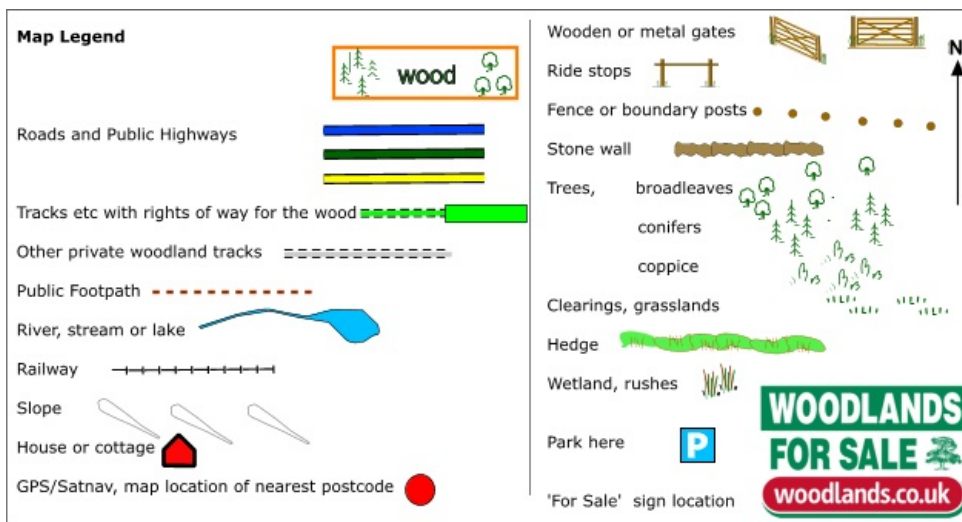 Map Legend
wood
Roads and Public Highways
Tracks etc with rights of way for the wood
Other private woodland tracks
Public Footpath
River, stream or lake
Railway
Slope
House or cottage
GPS/Satnav, map location of nearest postcode
Wooden or metal gates
N
Ride stops
Fence or boundary posts
Stone wall
Trees, broadleaves
conifers
coppice
Clearings, grasslands
Hedge
Wetland, rushes
Park here P
'For Sale' sign location
WOODLANDS
FOR SALE
woodlands.co.uk